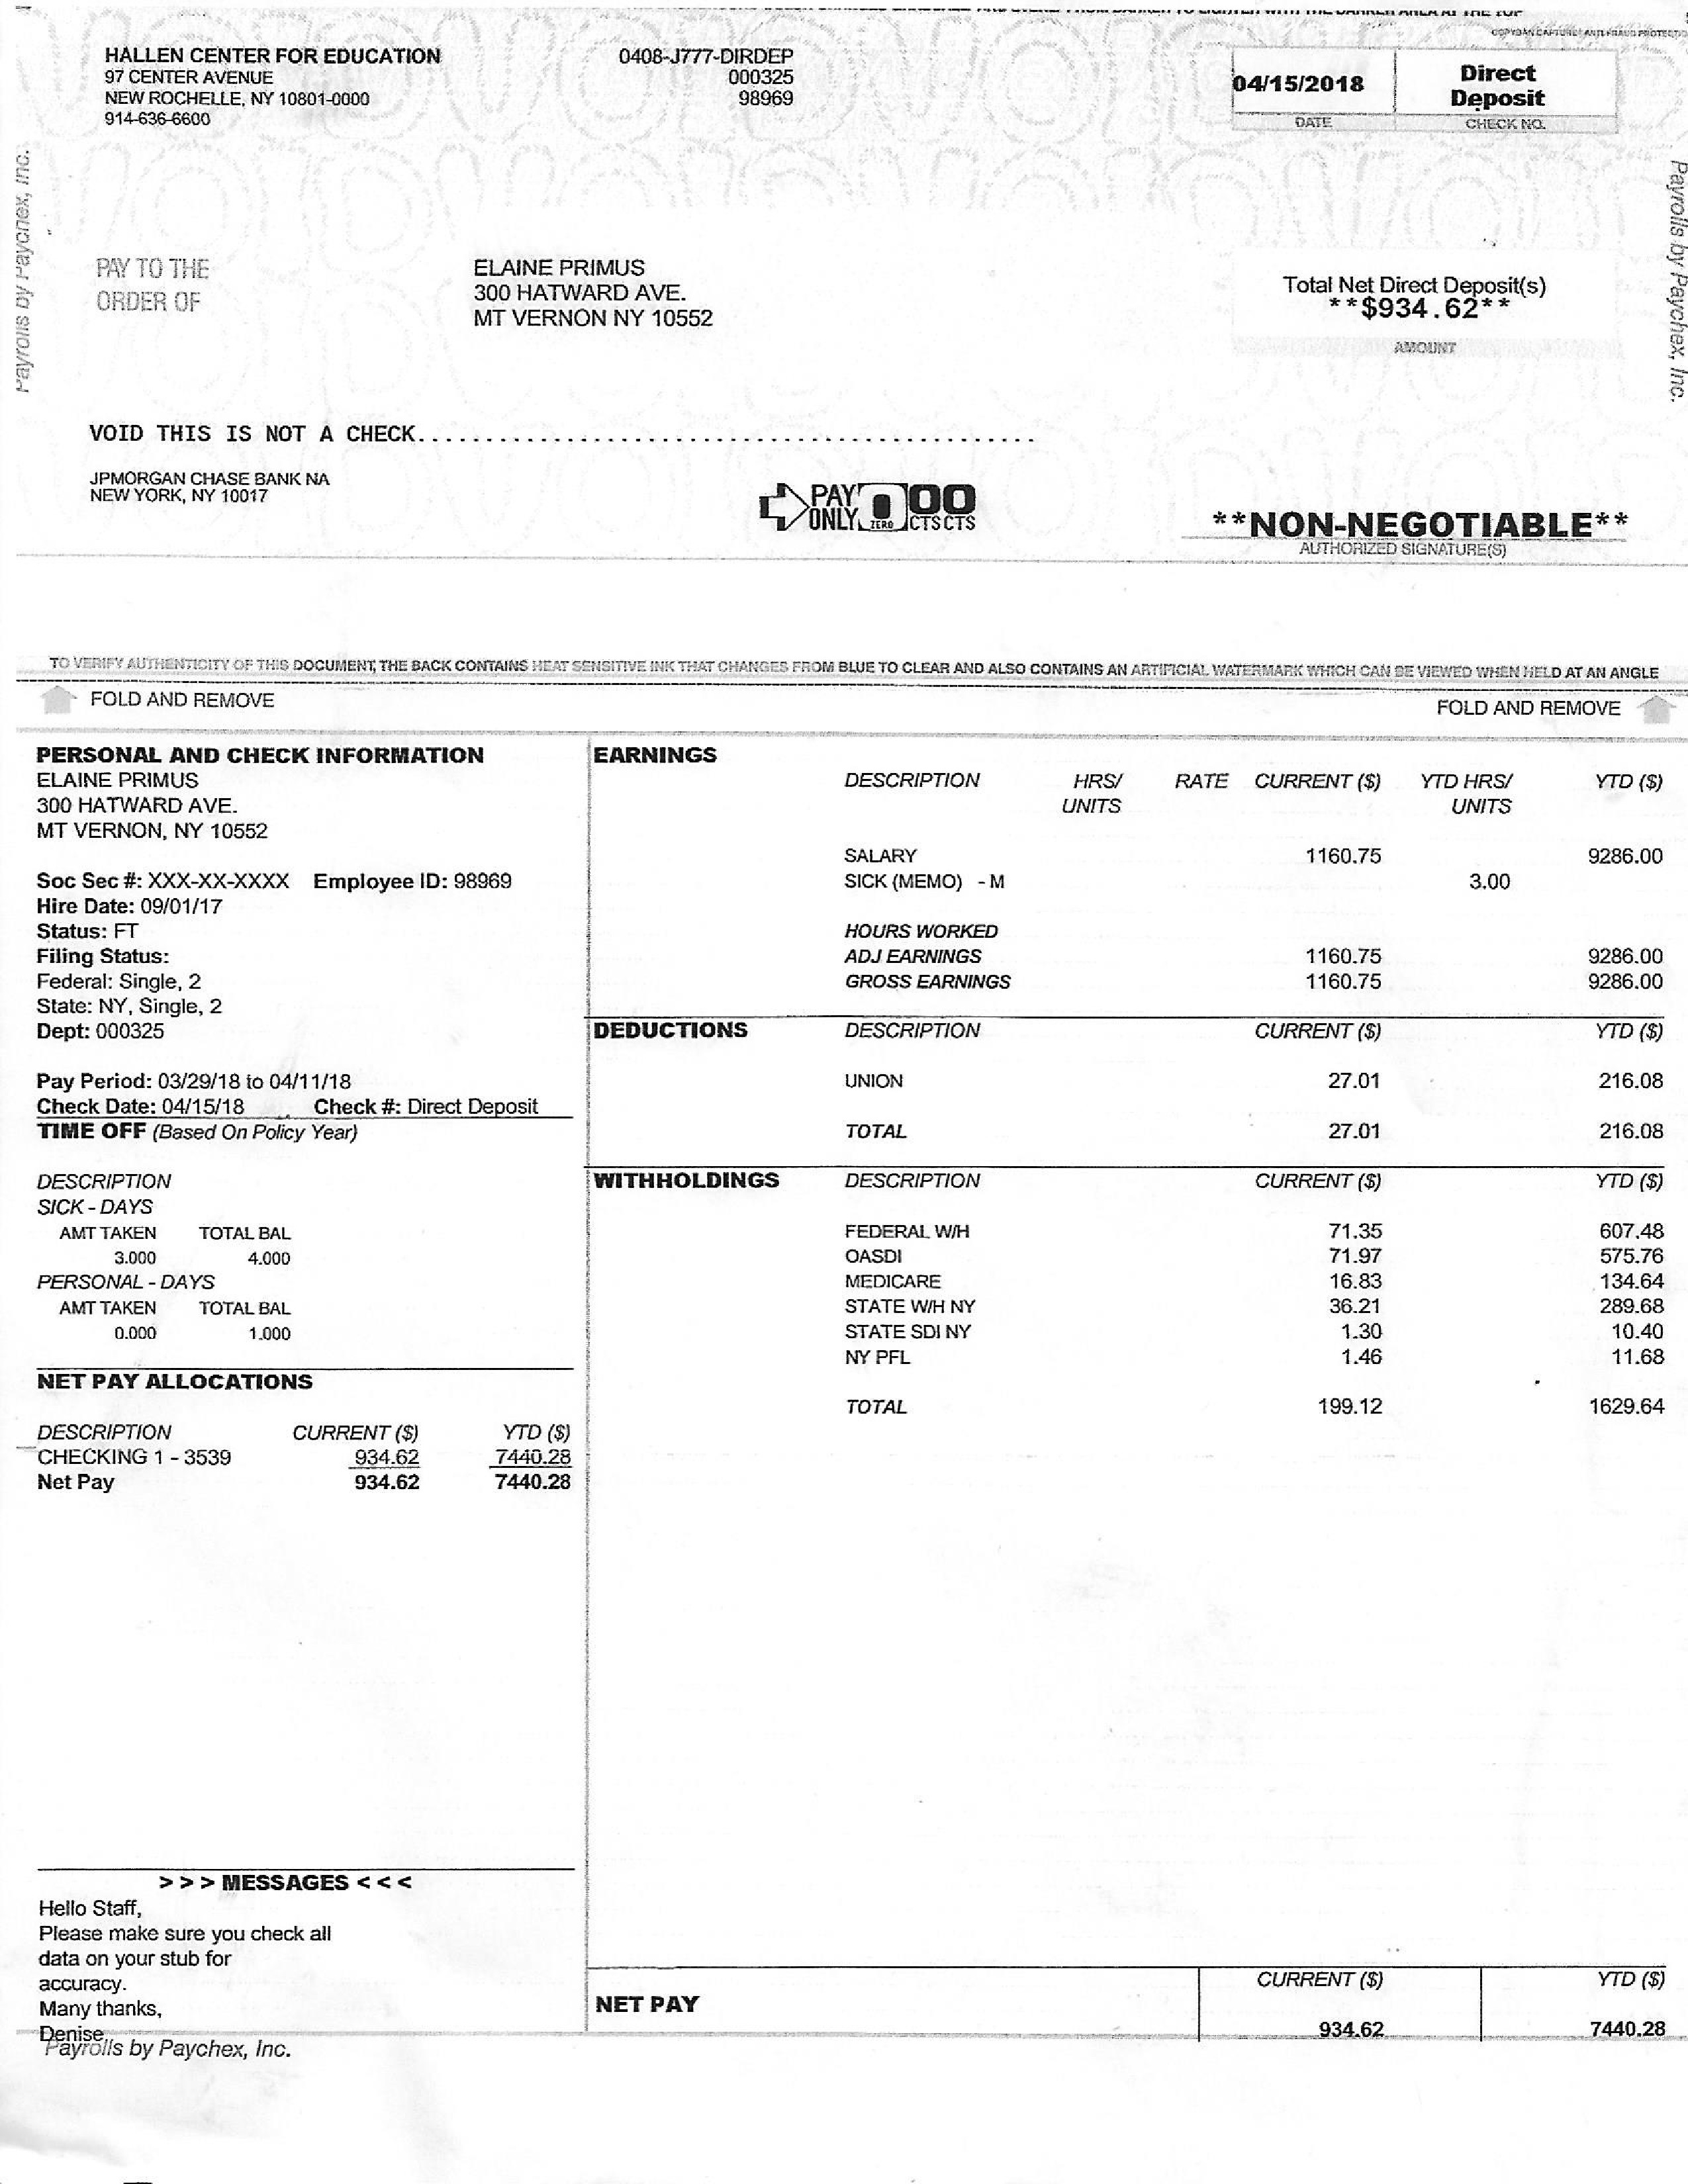 COPYBAN CAPTURE! ANTI-FRAUD PROTECTION
HALLEN CENTER FOR EDUCATION
97 CENTER AVENUE
NEW ROCHELLE, NY 10801-0000
914-636-6600
0408-J777-DIRDEP
000325
98969
04/15/2018
DATE
Direct
Deposit
CHECK NO.
Payrolls by Paychex, Inc.
Payrolls by Paychex, Inc.
PAY TO THE
ORDER OF
ELAINE PRIMUS
300 HATWARD AVE.
MT VERNON NY 10552
Total Net Direct Deposit(s)
**$934.62**
AMOUNT
VOID THIS IS NOT A CHECK..............................................
JPMORGAN CHASE BANK NA
NEW YORK, NY 10017
PAY ONLY 0 ZERO 00 CTS CTS
**NON-NEGOTIABLE**
AUTHORIZED SIGNATURE(S)
TO VERIFY AUTHENTICITY OF THIS DOCUMENT, THE BACK CONTAINS HEAT SENSITIVE INK THAT CHANGES FROM BLUE TO CLEAR AND ALSO CONTAINS AN ARTIFICIAL WATERMARK WHICH CAN BE VIEWED WHEN HELD AT AN ANGLE
FOLD AND REMOVE
FOLD AND REMOVE
PERSONAL AND CHECK INFORMATION
ELAINE PRIMUS
300 HATWARD AVE.
MT VERNON, NY 10552
Soc Sec #: XXX-XX-XXXX Employee ID: 98969
Hire Date: 09/01/17
Status: FT
Filing Status:
Federal: Single, 2
State: NY, Single, 2
Dept: 000325
Pay Period: 03/29/18 to 04/11/18
Check Date: 04/15/18 Check #: Direct Deposit
TIME OFF (Based On Policy Year)
DESCRIPTION
SICK - DAYS
AMT TAKEN TOTAL BAL
3.000 4.000
PERSONAL - DAYS
AMT TAKEN TOTAL BAL
0.000 1.000
NET PAY ALLOCATIONS
DESCRIPTION CURRENT ($) YTD ($)
CHECKING 1 - 3539 934.62 7440.28
Net Pay 934.62 7440.28
>>> MESSAGES <<<
Hello Staff,
Please make sure you check all
data on your stub for
accuracy.
Many thanks,
Denise
Payrolls by Paychex, Inc.
EARNINGS
DESCRIPTION HRS/ UNITS RATE CURRENT ($) YTD HRS/ UNITS YTD ($)
SALARY 1160.75 9286.00
SICK (MEMO) - M 3.00
HOURS WORKED
ADJ EARNINGS 1160.75 9286.00
GROSS EARNINGS 1160.75 9286.00
DEDUCTIONS DESCRIPTION CURRENT ($) YTD ($)
UNION 27.01 216.08
TOTAL 27.01 216.08
WITHHOLDINGS DESCRIPTION CURRENT ($) YTD ($)
FEDERAL W/H 71.35 607.48
OASDI 71.97 575.76
MEDICARE 16.83 134.64
STATE W/H NY 36.21 289.68
STATE SDI NY 1.30 10.40
NY PFL 1.46 11.68
TOTAL 199.12 1629.64
CURRENT ($) YTD ($)
NET PAY 934.62 7440.28